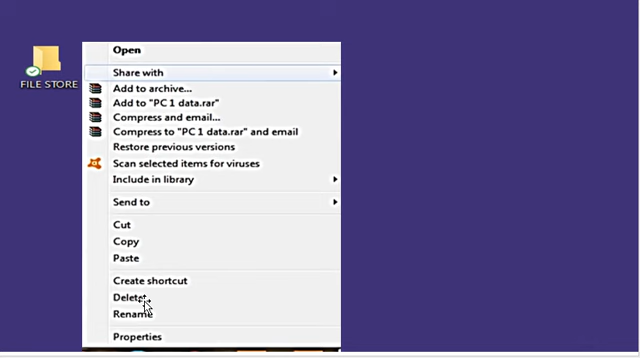 Open
FILE STORE
Share with
Add to archive...
Add to "PC 1 data.rar"
Compress and email...
Compress to "PC 1 data.rar" and email
Restore previous versions
Scan selected items for viruses
Include in library
Send to
Cut
Copy
Paste
Create shortcut
Delete
Rename
Properties